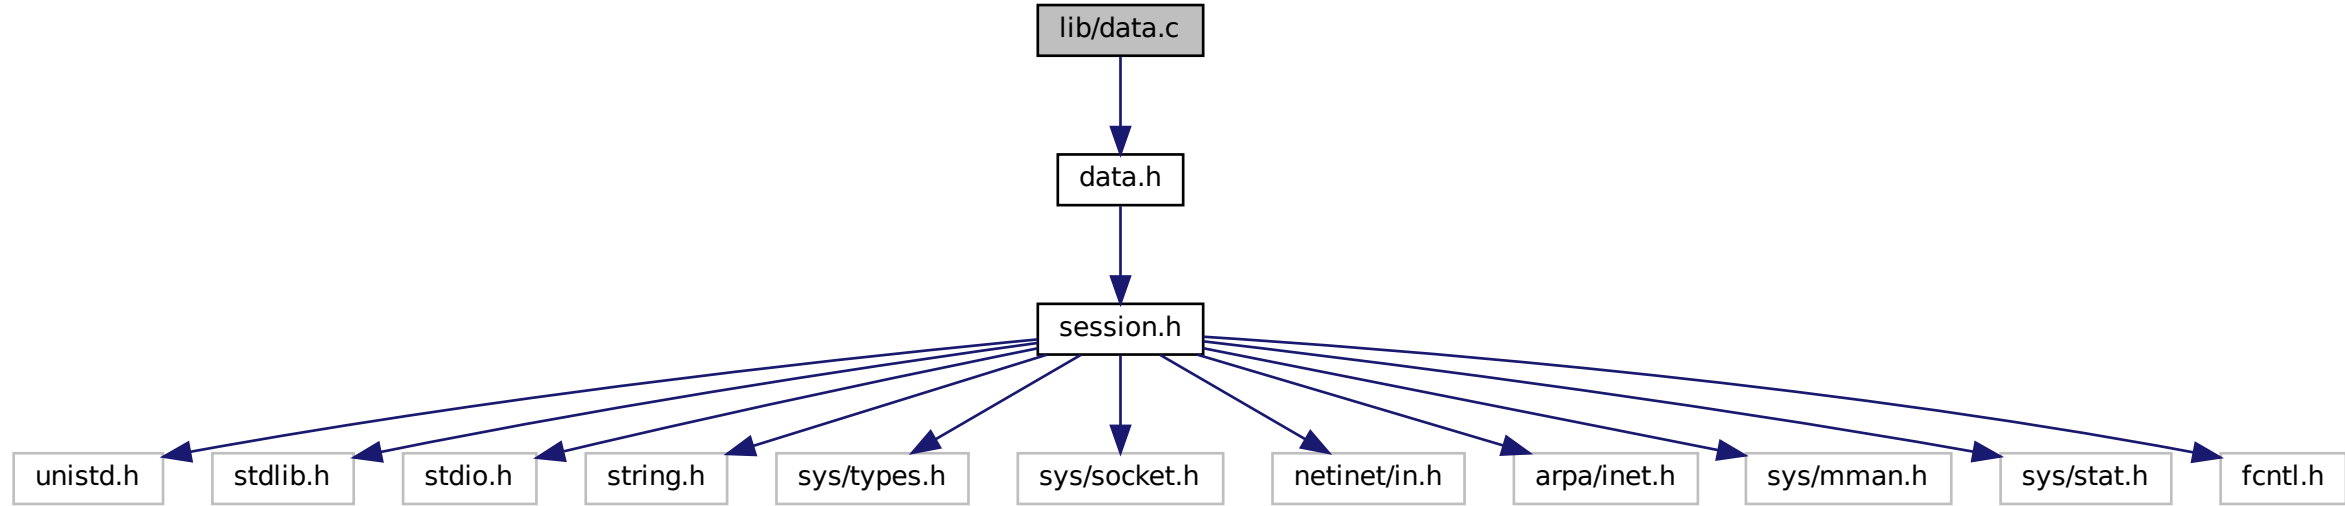 lib/data.c
data.h
session.h
unistd.h
stdlib.h
stdio.h
string.h
sys/types.h
sys/socket.h
netinet/in.h
arpa/inet.h
sys/mman.h
sys/stat.h
fcntl.h